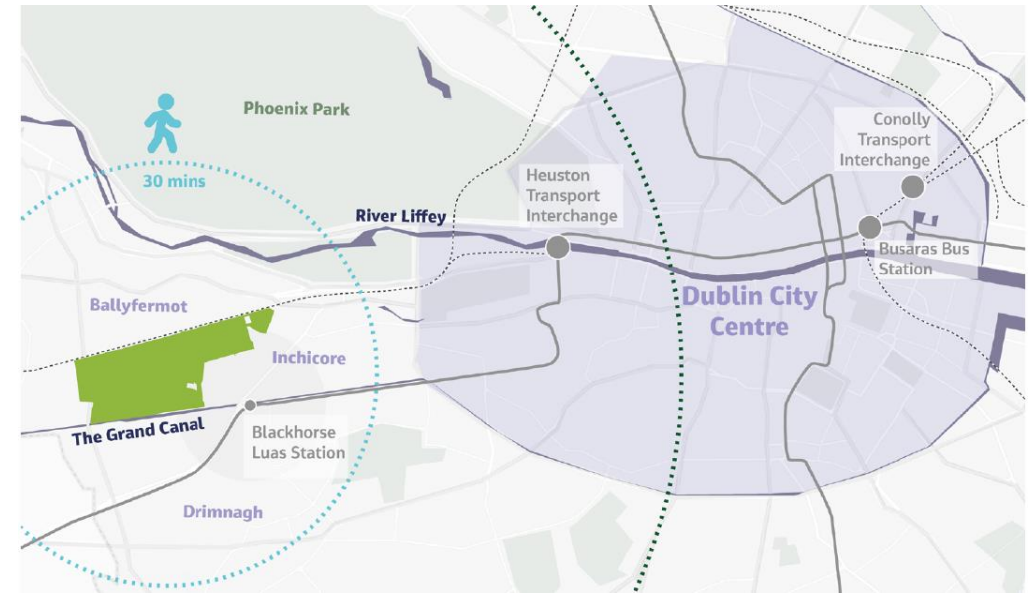 Phoenix Park
30 mins
River Liffey
Heuston
Transport
Interchange
Conolly
Transport
Interchange
Busaras Bus
Station
Dublin City
Centre
Ballyfermot
Inchicore
The Grand Canal
Blackhorse
Luas Station
Drimnagh